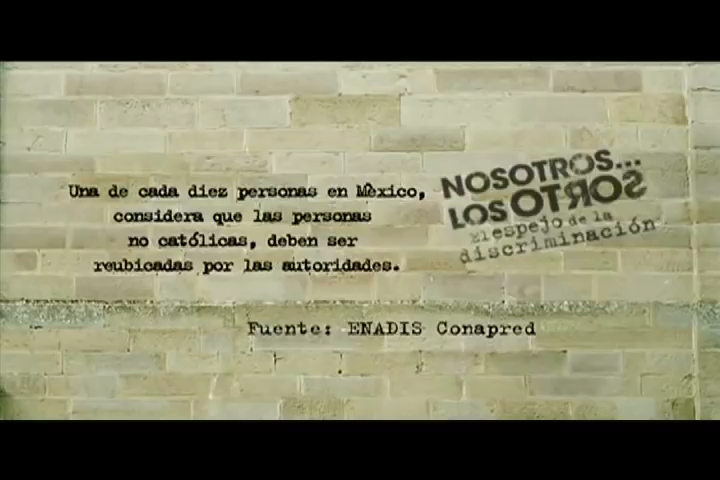 Una de cada diez personas en México,
considera que las personas
no católicas, deben ser
reubicadas por las autoridades.
NOSOTROS...
LOS OTROS
El espejo de la
discriminación
Fuente: ENADIS Conapred